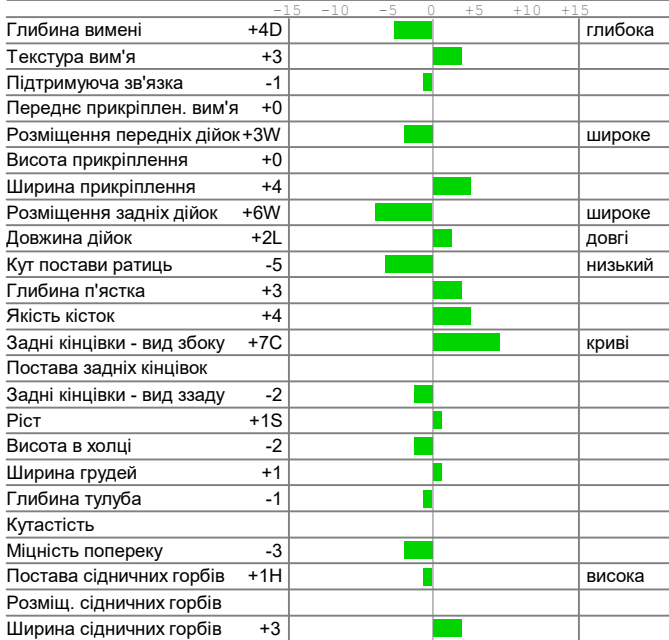 -15 -10 -5 0 +5 +10 +15
Глибина вимені +4D глибока
Текстура вим'я +3
Підтримуюча зв'язка -1
Переднє прикріплен. вим'я +0
Розміщення передніх дійок +3W широке
Висота прикріплення +0
Ширина прикріплення +4
Розміщення задніх дійок +6W широке
Довжина дійок +2L довгі
Кут постави ратиць -5 низький
Глибина п'ястка +3
Якість кісток +4
Задні кінцівки - вид збоку +7C криві
Постава задніх кінцівок
Задні кінцівки - вид ззаду -2
Ріст +1S
Висота в холці -2
Ширина грудей +1
Глибина тулуба -1
Кутастість
Міцність попереку -3
Постава сідничних горбів +1H висока
Розміщ. сідничних горбів
Ширина сідничних горбів +3